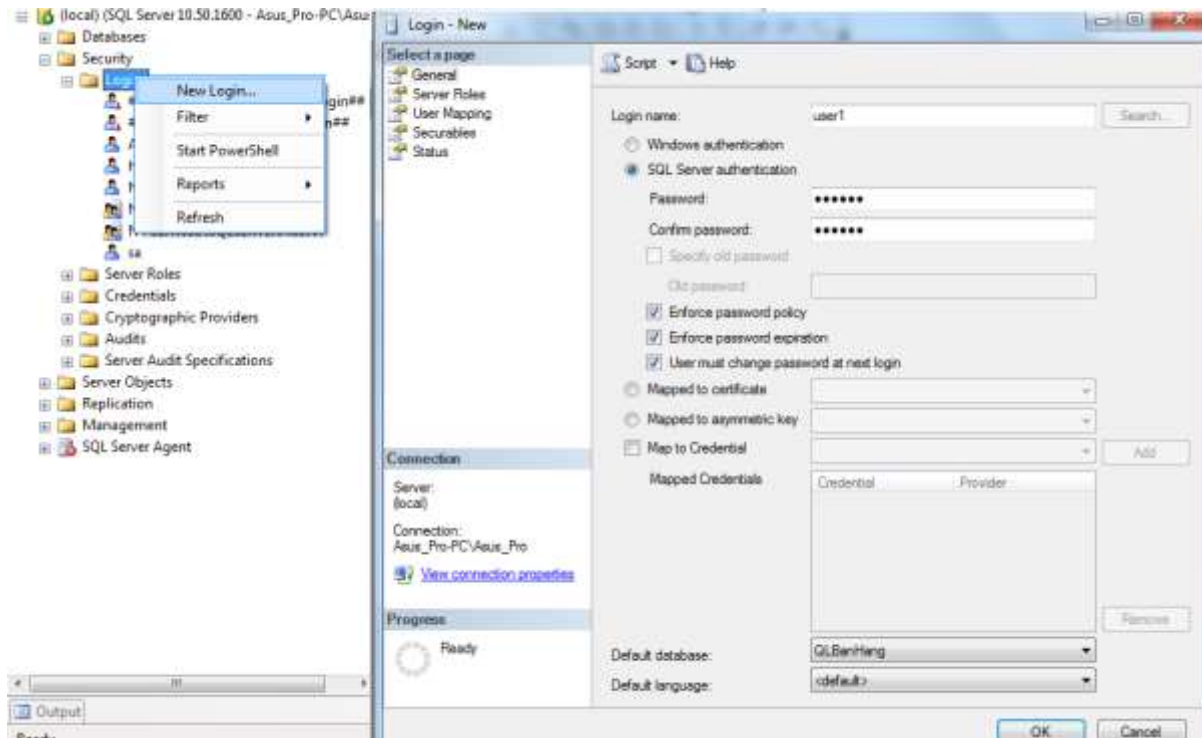 (local) (SQL Server 10.50.1600 - Asus_Pro-PC\Asu
Databases
Security
New Login...
Filter
Start PowerShell
Reports
Refresh
gin##
n##
sa
Server Roles
Credentials
Cryptographic Providers
Audits
Server Audit Specifications
Server Objects
Replication
Management
SQL Server Agent
Output
Login - New
Select a page
General
Server Roles
User Mapping
Securables
Status
Connection
Server:
(local)
Connection:
Asus_Pro-PC\Asus_Pro
View connection properties
Progress
Ready
Script
Help
Login name: user1 Search...
Windows authentication
SQL Server authentication
Password: ●●●●●●
Confirm password: ●●●●●●
Specify old password
Old password:
Enforce password policy
Enforce password expiration
User must change password at next login
Mapped to certificate
Mapped to asymmetric key
Map to Credential Add
Mapped Credentials Credential Provider
Remove
Default database: QLBanHang
Default language: <default>
OK Cancel